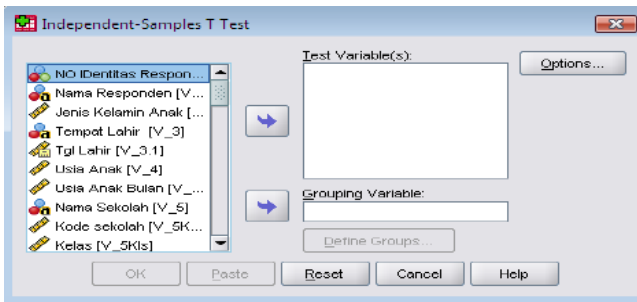 Independent-Samples T Test
NO IDentitas Respon...
Nama Responden [V...
Jenis Kelamin Anak [...
Tempat Lahir [V_3]
Tgl Lahir [V_3.1]
Usia Anak [V_4]
Usia Anak Bulan [V_...
Nama Sekolah [V_5]
Kode sekolah [V_5K...
Kelas [V_5Kls]
Test Variable(s):
Options...
Grouping Variable:
Define Groups...
OK
Paste
Reset
Cancel
Help